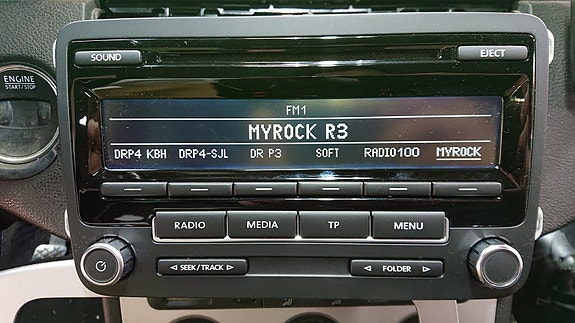 SOUND
EJECT
ENGINE
START/STOP
FM1
MYROCK R3
DRP4 KBH DRP4-SJL DR P3 SOFT RADIO100 MYROCK
RADIO MEDIA TP MENU
SEEK/TRACK FOLDER